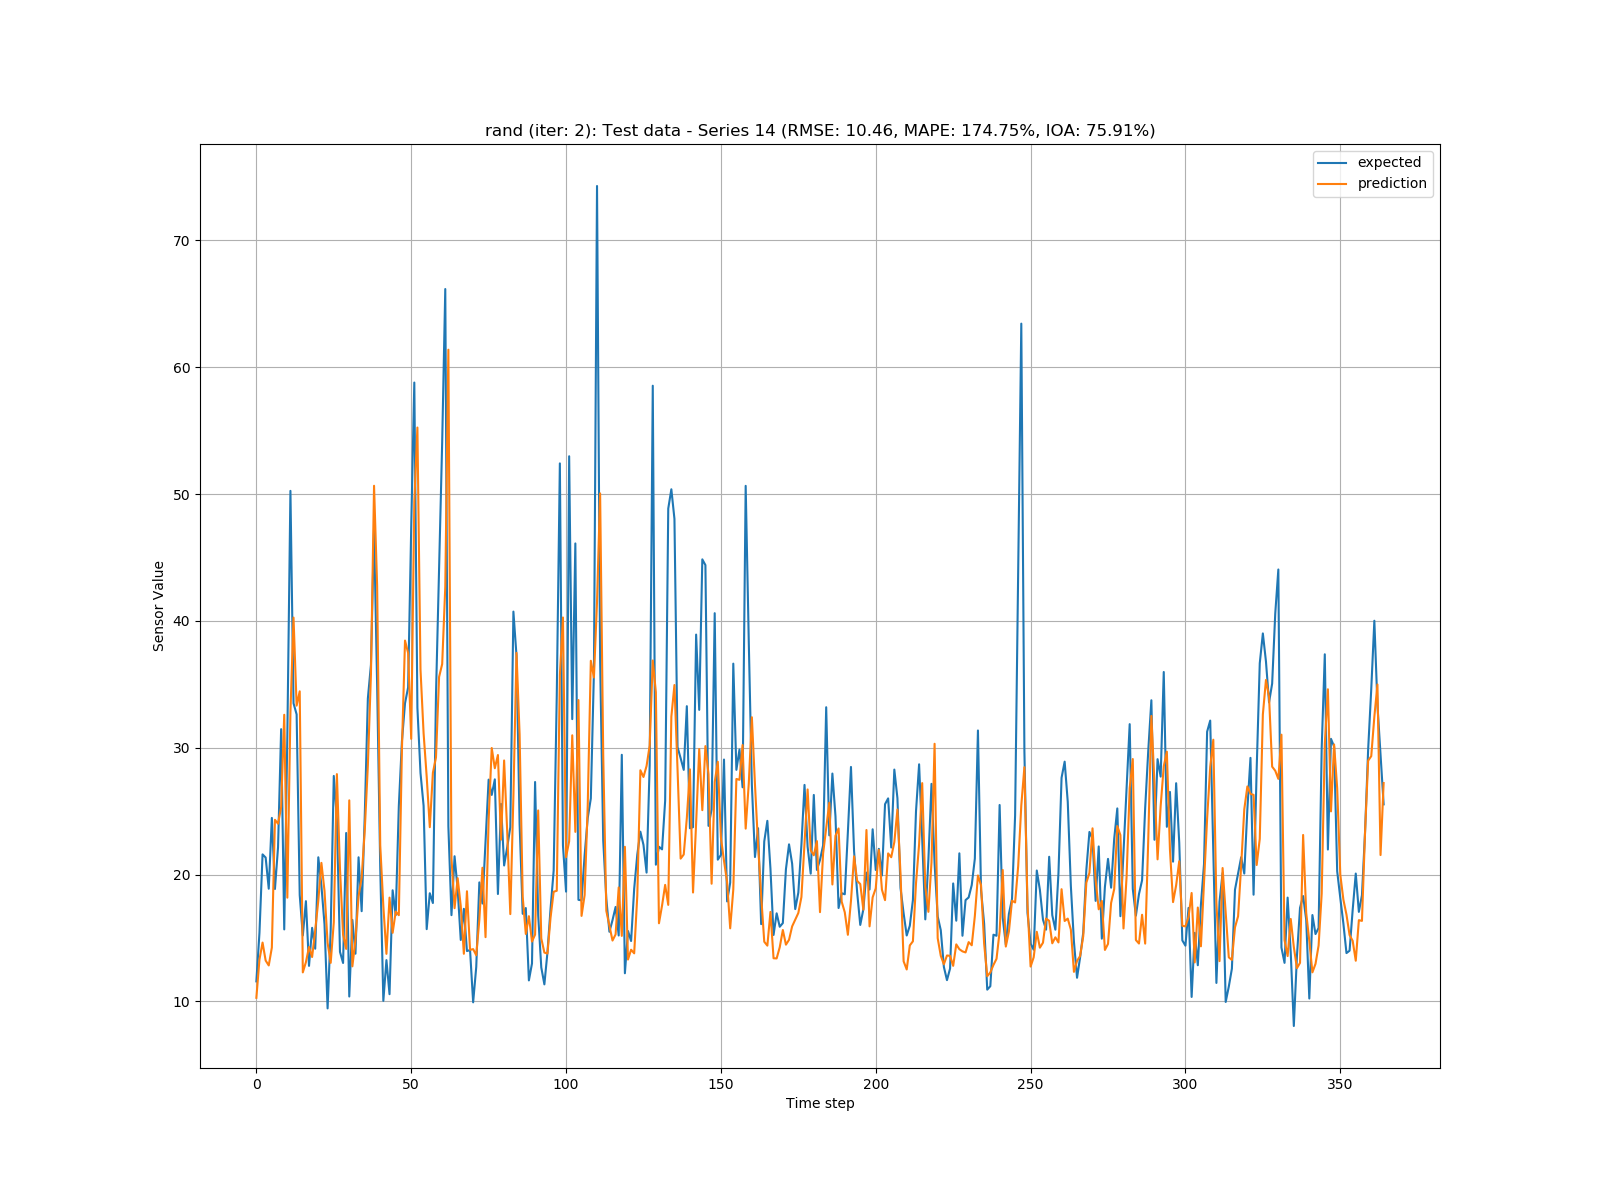 rand (iter: 2): Test data - Series 14 (RMSE: 10.46, MAPE: 174.75%, IOA: 75.91%)
expected
prediction
70
60
50
40
30
20
10
Sensor Value
0 50 100 150 200 250 300 350
Time step